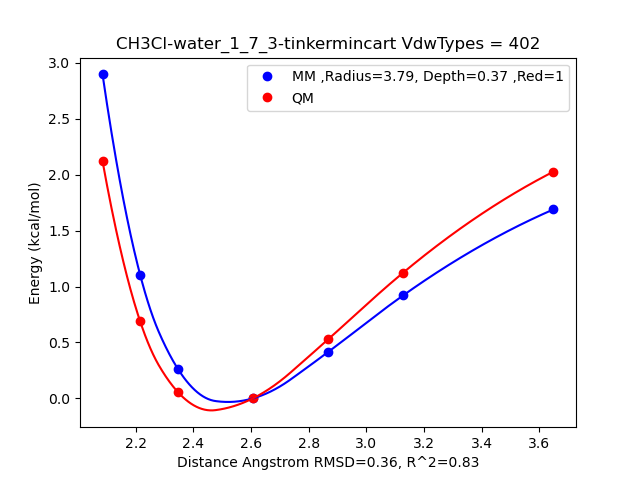 CH3Cl-water_1_7_3-tinkermincart VdwTypes = 402
MM ,Radius=3.79, Depth=0.37 ,Red=1
QM
Energy (kcal/mol)
3.0
2.5
2.0
1.5
1.0
0.5
0.0
2.2 2.4 2.6 2.8 3.0 3.2 3.4 3.6
Distance Angstrom RMSD=0.36, R^2=0.83